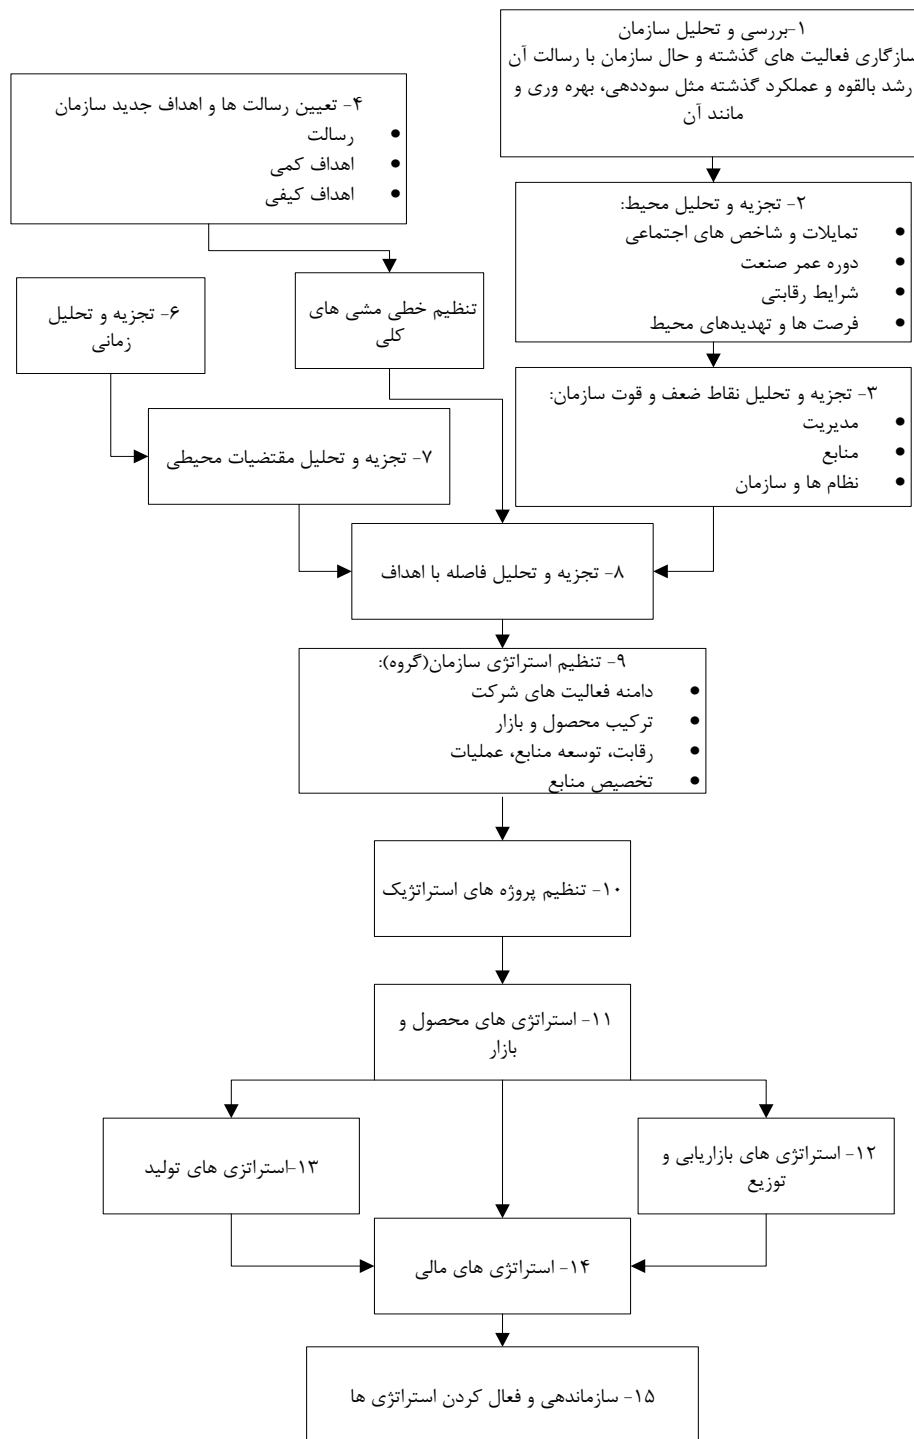 ۱-بررسی و تحلیل سازمان
سازگاری فعالیت های گذشته و حال سازمان با رسالت آن
رشد بالقوه و عملکرد گذشته مثل سوددهی، بهره وری و
مانند آن
۲- تجزیه و تحلیل محیط:
● تمایلات و شاخص های اجتماعی
● دوره عمر صنعت
● شرایط رقابتی
● فرصت ها و تهدیدهای محیط
۳- تجزیه و تحلیل نقاط ضعف و قوت سازمان:
● مدیریت
● منابع
● نظام ها و سازمان
۴- تعیین رسالت ها و اهداف جدید سازمان
● رسالت
● اهداف کمی
● اهداف کیفی
تنظیم خطی مشی های
کلی
۶- تجزیه و تحلیل
زمانی
۷- تجزیه و تحلیل مقتضیات محیطی
۸- تجزیه و تحلیل فاصله با اهداف
۹- تنظیم استراتژی سازمان(گروه):
● دامنه فعالیت های شرکت
● ترکیب محصول و بازار
● رقابت، توسعه منابع، عملیات
● تخصیص منابع
۱۰- تنظیم پروژه های استراتژیک
۱۱- استراتژی های محصول و
بازار
۱۲- استراتژی های بازاریابی و
توزیع
۱۳-استراتزی های تولید
۱۴- استراتژی های مالی
۱۵- سازماندهی و فعال کردن استراتژی ها